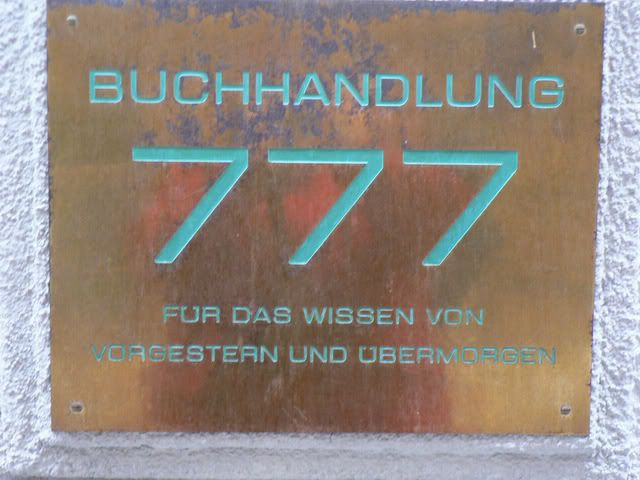 BUCHHANDLUNG
777
FÜR DAS WISSEN VON
VORGESTERN UND ÜBERMORGEN